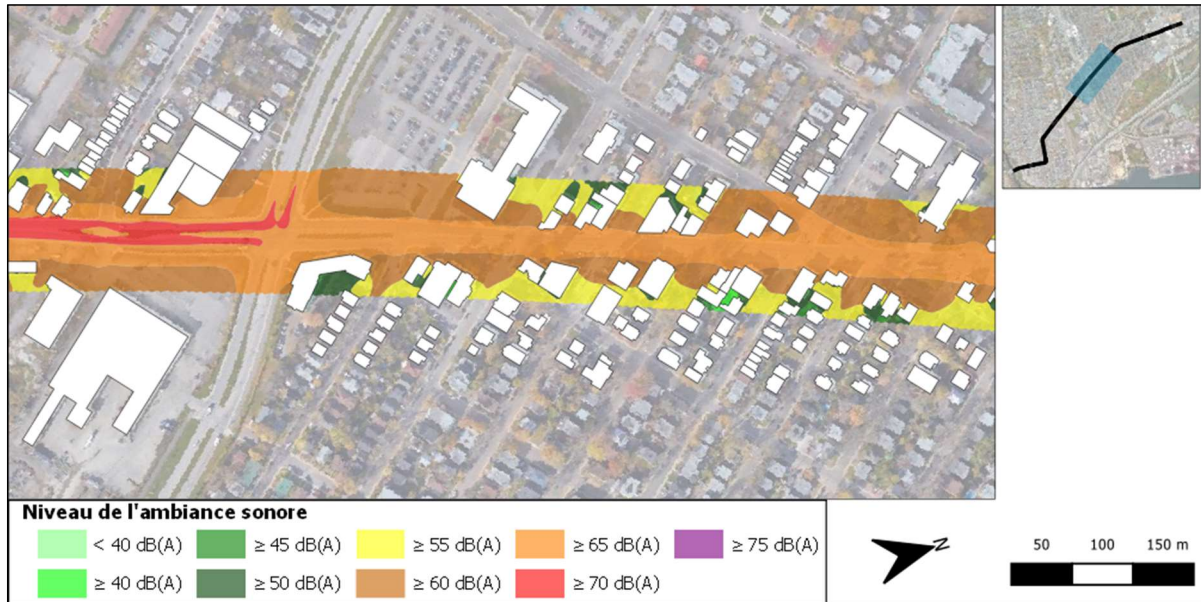 Niveau de l'ambiance sonore
< 40 dB(A) ≥ 45 dB(A) ≥ 55 dB(A) ≥ 65 dB(A) ≥ 75 dB(A)
≥ 40 dB(A) ≥ 50 dB(A) ≥ 60 dB(A) ≥ 70 dB(A)
N
50 100 150 m